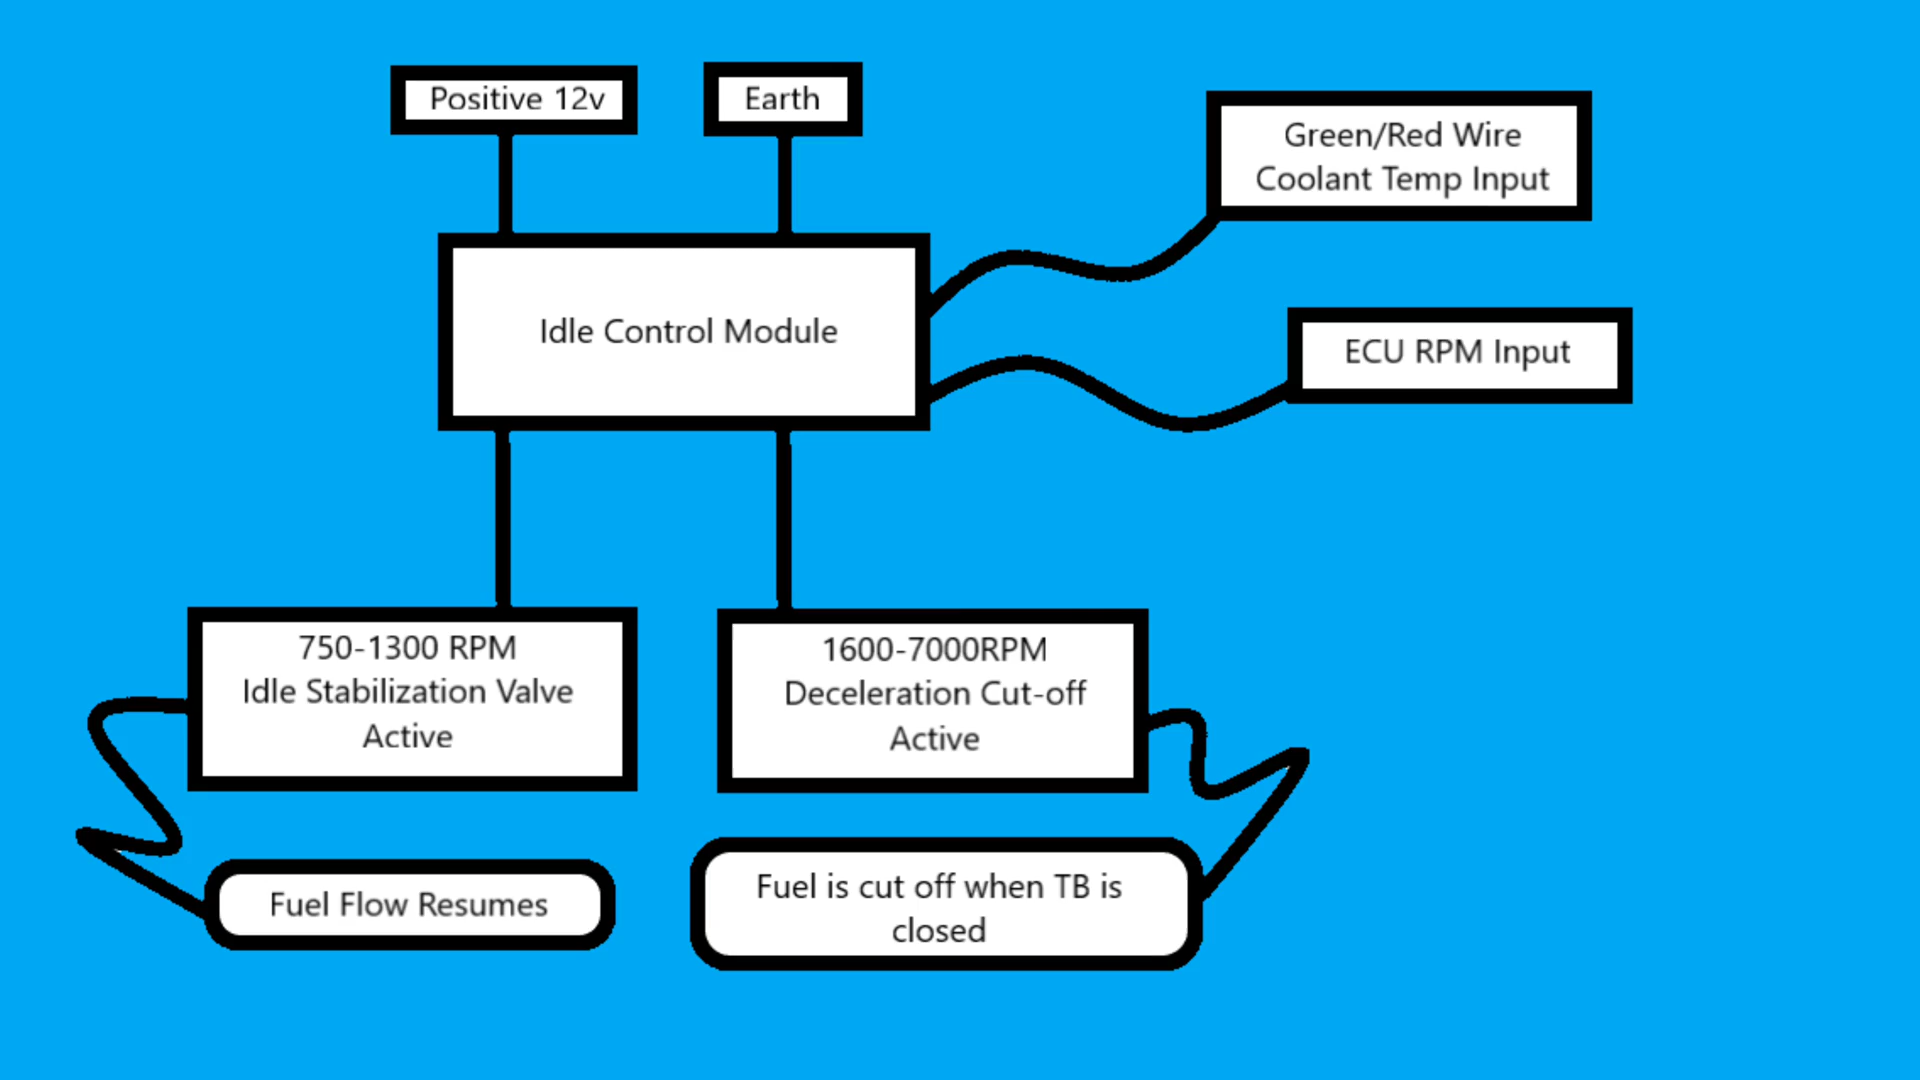 Positive 12v
Earth
Green/Red Wire
Coolant Temp Input
Idle Control Module
ECU RPM Input
750-1300 RPM
Idle Stabilization Valve
Active
1600-7000RPM
Deceleration Cut-off
Active
Fuel Flow Resumes
Fuel is cut off when TB is
closed